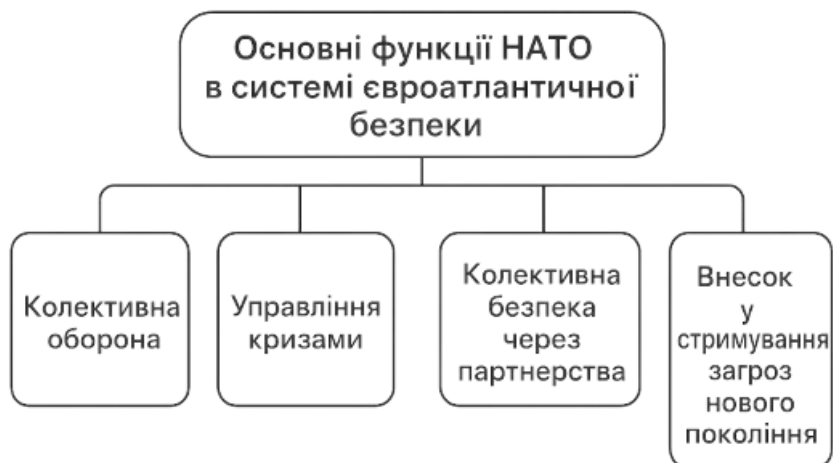 Основні функції НАТО
в системі євроатлантичної
безпеки
Колективна
оборона
Управління
кризами
Колективна
безпека
через
партнерства
Внесок
у
стримування
загроз
нового
покоління